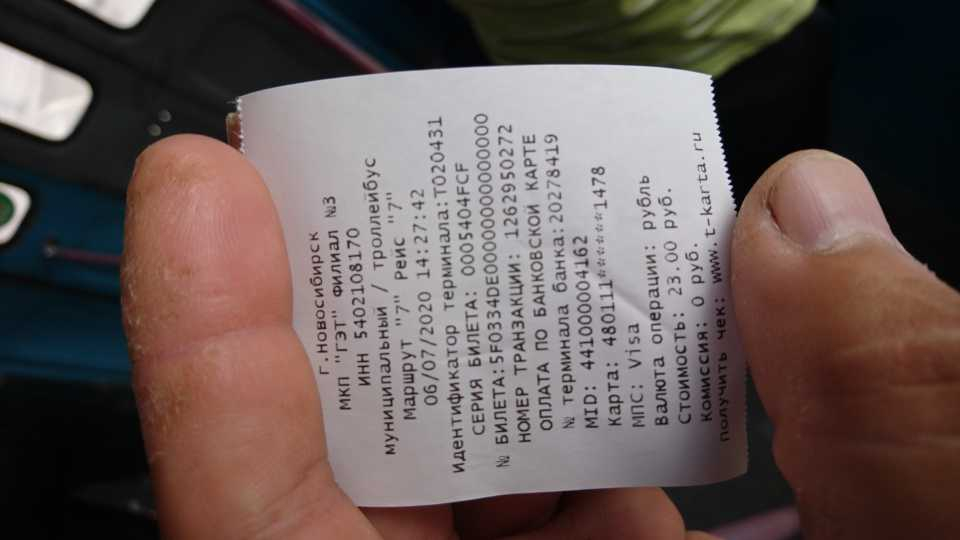 г.Новосибирск
МКП "ГЭТ" ФИЛИАЛ №3
ИНН 5402108170
муниципальный / троллейбус
Маршрут "7" Рейс "7"
06/07/2020 14:27:42
идентификатор терминала:Т020431
СЕРИЯ БИЛЕТА: 0005404FCF
№ БИЛЕТА:5F0334DE00000000000000000
НОМЕР ТРАНЗАКЦИИ: 1262950272
ОПЛАТА ПО БАНКОВСКОЙ КАРТЕ
№ терминала банка:20278419
MID: 441000004162
Карта: 480111******1478
МПС: Visa
Валюта операции: рубль
Стоимость: 23.00 руб.
Комиссия: 0 руб.
получить чек: www.t-karta.ru